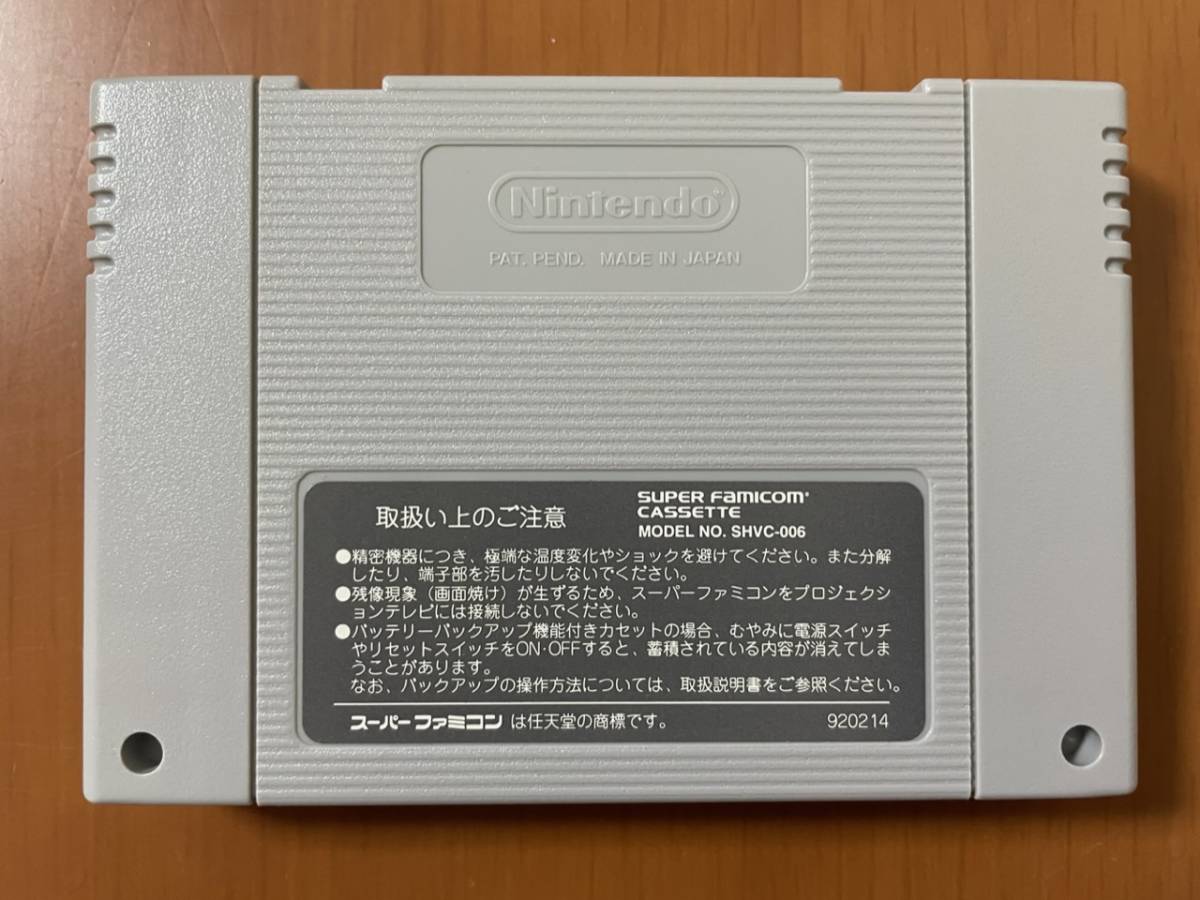 Nintendo
PAT. PEND. MADE IN JAPAN
取扱い上のご注意
SUPER FAMICOM
CASSETTE
MODEL NO. SHVC-006
●精密機器につき、極端な温度変化やショックを避けてください。また分解
したり、端子部を汚したりしないでください。
●残像現象（画面焼け）が生ずるため、スーパーファミコンをプロジェクシ
ョンテレビには接続しないでください。
●バッテリーバックアップ機能付きカセットの場合、むやみに電源スイッチ
やリセットスイッチをON·OFFすると、蓄積されている内容が消えてしま
うことがあります。
なお、バックアップの操作方法については、取扱説明書をご参照ください。
スーパーファミコン は任天堂の商標です。 920214